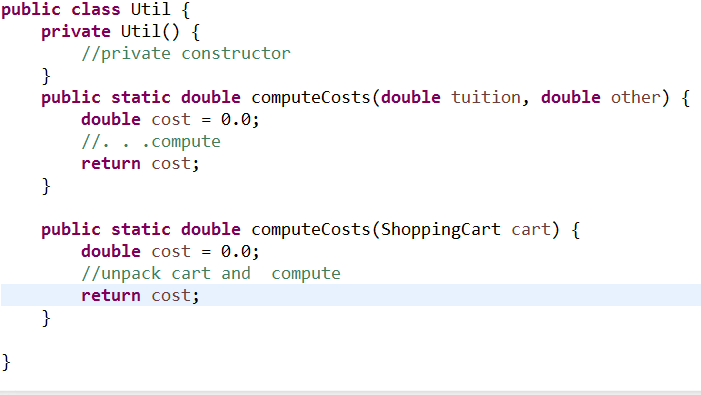 public class Util {
    private Util() {
        //private constructor
    }
    public static double computeCosts(double tuition, double other) {
        double cost = 0.0;
        //. . .compute
        return cost;
    }

    public static double computeCosts(ShoppingCart cart) {
        double cost = 0.0;
        //unpack cart and  compute
        return cost;
    }

}